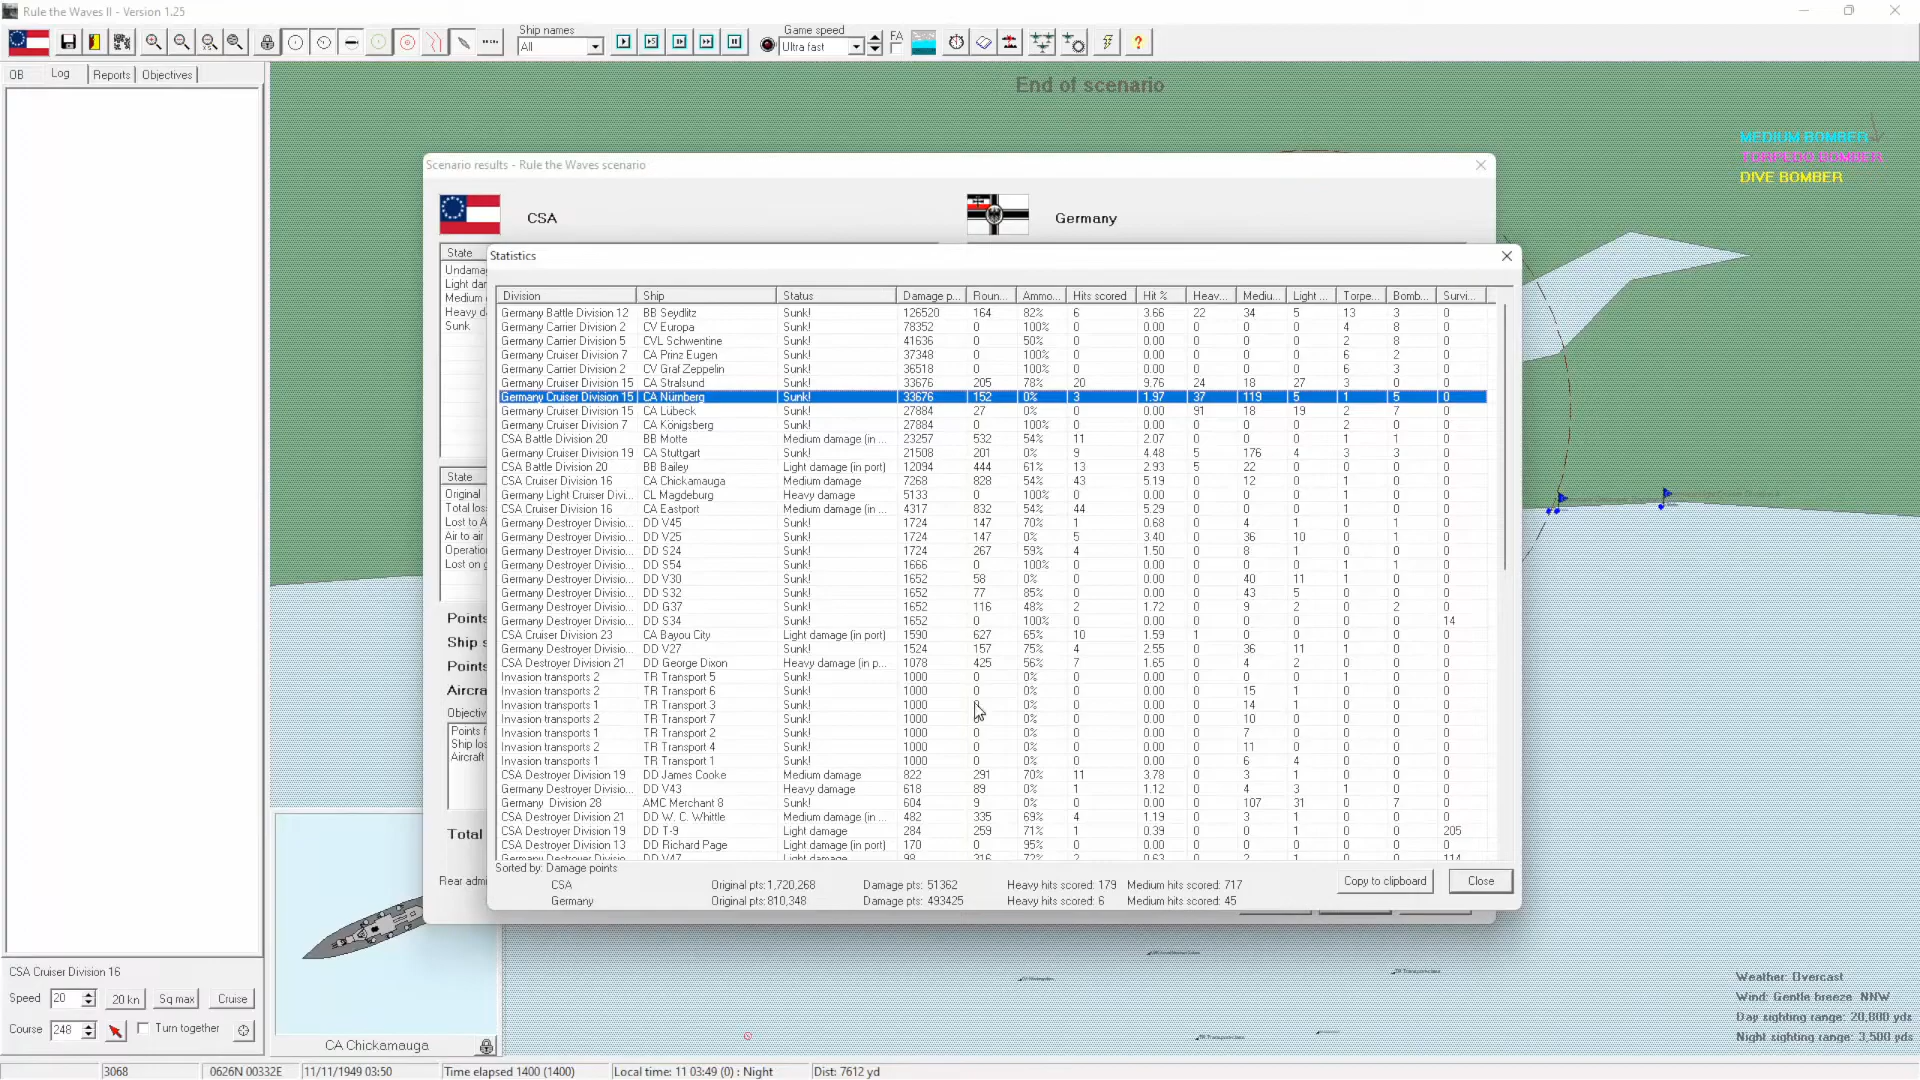 Rule the Waves II - Version 1.25
Ship names
All
Game speed
Ultra fast
FA
OB Log Reports Objectives
End of scenario
MEDIUM BOMBER
TORPEDO BOMBER
DIVE BOMBER
Scenario results - Rule the Waves scenario
CSA
Germany
State
Undama
Light dar
Medium
Heavy d
Sunk
State
Original
Total loss
Lost to A
Air to air
Operation
Lost on g
Points
Ship s
Points
Aircra
Objectiv
Points f
Ship los
Aircraft
Total
Rear adm
Statistics
Division Ship Status Damage p... Roun... Ammo... Hits scored Hit % Heav... Mediu... Light ... Torpe... Bomb... Survi...
Germany Battle Division 12 BB Seydlitz Sunk! 126520 164 82% 6 3.66 22 34 5 13 3 0
Germany Carrier Division 2 CV Europa Sunk! 78352 0 100% 0 0.00 0 0 0 4 8 0
Germany Carrier Division 5 CVL Schwentine Sunk! 41636 0 50% 0 0.00 0 0 0 2 8 0
Germany Cruiser Division 7 CA Prinz Eugen Sunk! 37348 0 100% 0 0.00 0 0 0 6 2 0
Germany Carrier Division 2 CV Graf Zeppelin Sunk! 36518 0 100% 0 0.00 0 0 0 6 3 0
Germany Cruiser Division 15 CA Stralsund Sunk! 33676 205 78% 20 9.76 24 18 27 3 0 0
Germany Cruiser Division 15 CA Nürnberg Sunk! 33676 152 0% 3 1.97 37 119 5 1 5 0
Germany Cruiser Division 15 CA Lübeck Sunk! 27884 27 0% 0 0.00 91 18 19 2 7 0
Germany Cruiser Division 7 CA Königsberg Sunk! 27884 0 100% 0 0.00 0 0 0 2 0 0
CSA Battle Division 20 BB Motte Medium damage (in ... 23257 532 54% 11 2.07 0 0 0 1 1 0
Germany Cruiser Division 19 CA Stuttgart Sunk! 21508 201 0% 9 4.48 5 176 4 3 3 0
CSA Battle Division 20 BB Bailey Light damage (in port) 12094 444 61% 13 2.93 5 22 0 0 0 0
CSA Cruiser Division 16 CA Chickamauga Medium damage 7268 828 54% 43 5.19 0 12 0 1 0 0
Germany Light Cruiser Divi... CL Magdeburg Heavy damage 5133 0 100% 0 0.00 0 0 0 1 0 0
CSA Cruiser Division 16 CA Eastport Medium damage (in ... 4317 832 54% 44 5.29 0 0 0 1 0 0
Germany Destroyer Divisio... DD V45 Sunk! 1724 147 70% 1 0.68 0 4 1 0 1 0
Germany Destroyer Divisio... DD V25 Sunk! 1724 147 0% 5 3.40 0 36 10 0 1 0
Germany Destroyer Divisio... DD S24 Sunk! 1724 267 59% 4 1.50 0 8 1 0 0 0
Germany Destroyer Divisio... DD S54 Sunk! 1666 0 100% 0 0.00 0 0 0 1 1 0
Germany Destroyer Divisio... DD V30 Sunk! 1652 58 0% 0 0.00 0 40 11 1 0 0
Germany Destroyer Divisio... DD S32 Sunk! 1652 77 85% 0 0.00 0 43 5 0 0 0
Germany Destroyer Divisio... DD G37 Sunk! 1652 116 48% 2 1.72 0 9 2 0 2 0
Germany Destroyer Divisio... DD S34 Sunk! 1652 0 100% 0 0.00 0 0 0 0 0 14
CSA Cruiser Division 23 CA Bayou City Light damage (in port) 1590 627 65% 10 1.59 1 0 0 0 0 0
Germany Destroyer Divisio... DD V27 Sunk! 1524 157 75% 4 2.55 0 36 11 1 0 0
CSA Destroyer Division 21 DD George Dixon Heavy damage (in p... 1078 425 56% 7 1.65 0 4 2 0 0 0
Invasion transports 2 TR Transport 5 Sunk! 1000 0 0% 0 0.00 0 0 0 1 0 0
Invasion transports 2 TR Transport 6 Sunk! 1000 0 0% 0 0.00 0 15 1 0 0 0
Invasion transports 1 TR Transport 3 Sunk! 1000 0 0% 0 0.00 0 14 1 0 0 0
Invasion transports 2 TR Transport 7 Sunk! 1000 0 0% 0 0.00 0 10 0 0 0 0
Invasion transports 1 TR Transport 2 Sunk! 1000 0 0% 0 0.00 0 7 0 0 0 0
Invasion transports 2 TR Transport 4 Sunk! 1000 0 0% 0 0.00 0 11 0 0 0 0
Invasion transports 1 TR Transport 1 Sunk! 1000 0 0% 0 0.00 0 6 4 0 0 0
CSA Destroyer Division 19 DD James Cooke Medium damage 822 291 70% 11 3.78 0 3 1 0 0 0
Germany Destroyer Divisio... DD V43 Heavy damage 618 89 0% 1 1.12 0 4 3 1 0 0
Germany Division 28 AMC Merchant 8 Sunk! 604 9 0% 0 0.00 0 107 31 0 7 0
CSA Destroyer Division 21 DD W. C. Whittle Medium damage (in ... 482 335 69% 4 1.19 0 3 1 0 0 0
CSA Destroyer Division 19 DD T-9 Light damage 284 259 71% 1 0.39 0 0 1 0 0 205
CSA Destroyer Division 13 DD Richard Page Light damage (in port) 170 0 95% 0 0.00 0 0 0 0 0 0
Germany Destroyer Divisio... DD V47 Light damage 98 316 72% 2 0.63 0 2 1 0 0 114
Sorted by: Damage points
CSA Original pts:1,720,268 Damage pts: 51362 Heavy hits scored: 179 Medium hits scored: 717
Germany Original pts:810,348 Damage pts: 493425 Heavy hits scored: 6 Medium hits scored: 45
Copy to clipboard Close
CSA Cruiser Division 16
Speed 20 20 kn Sq max Cruise
Course 248 Turn together
CA Chickamauga
Weather: Overcast
Wind: Gentle breeze NNW
Day sighting range: 20,800 yds
Night sighting range: 3,500 yds
3068 0626N 00332E 11/11/1949 03:50 Time elapsed 1400 (1400) Local time: 11 03:49 (0) : Night Dist: 7612 yd